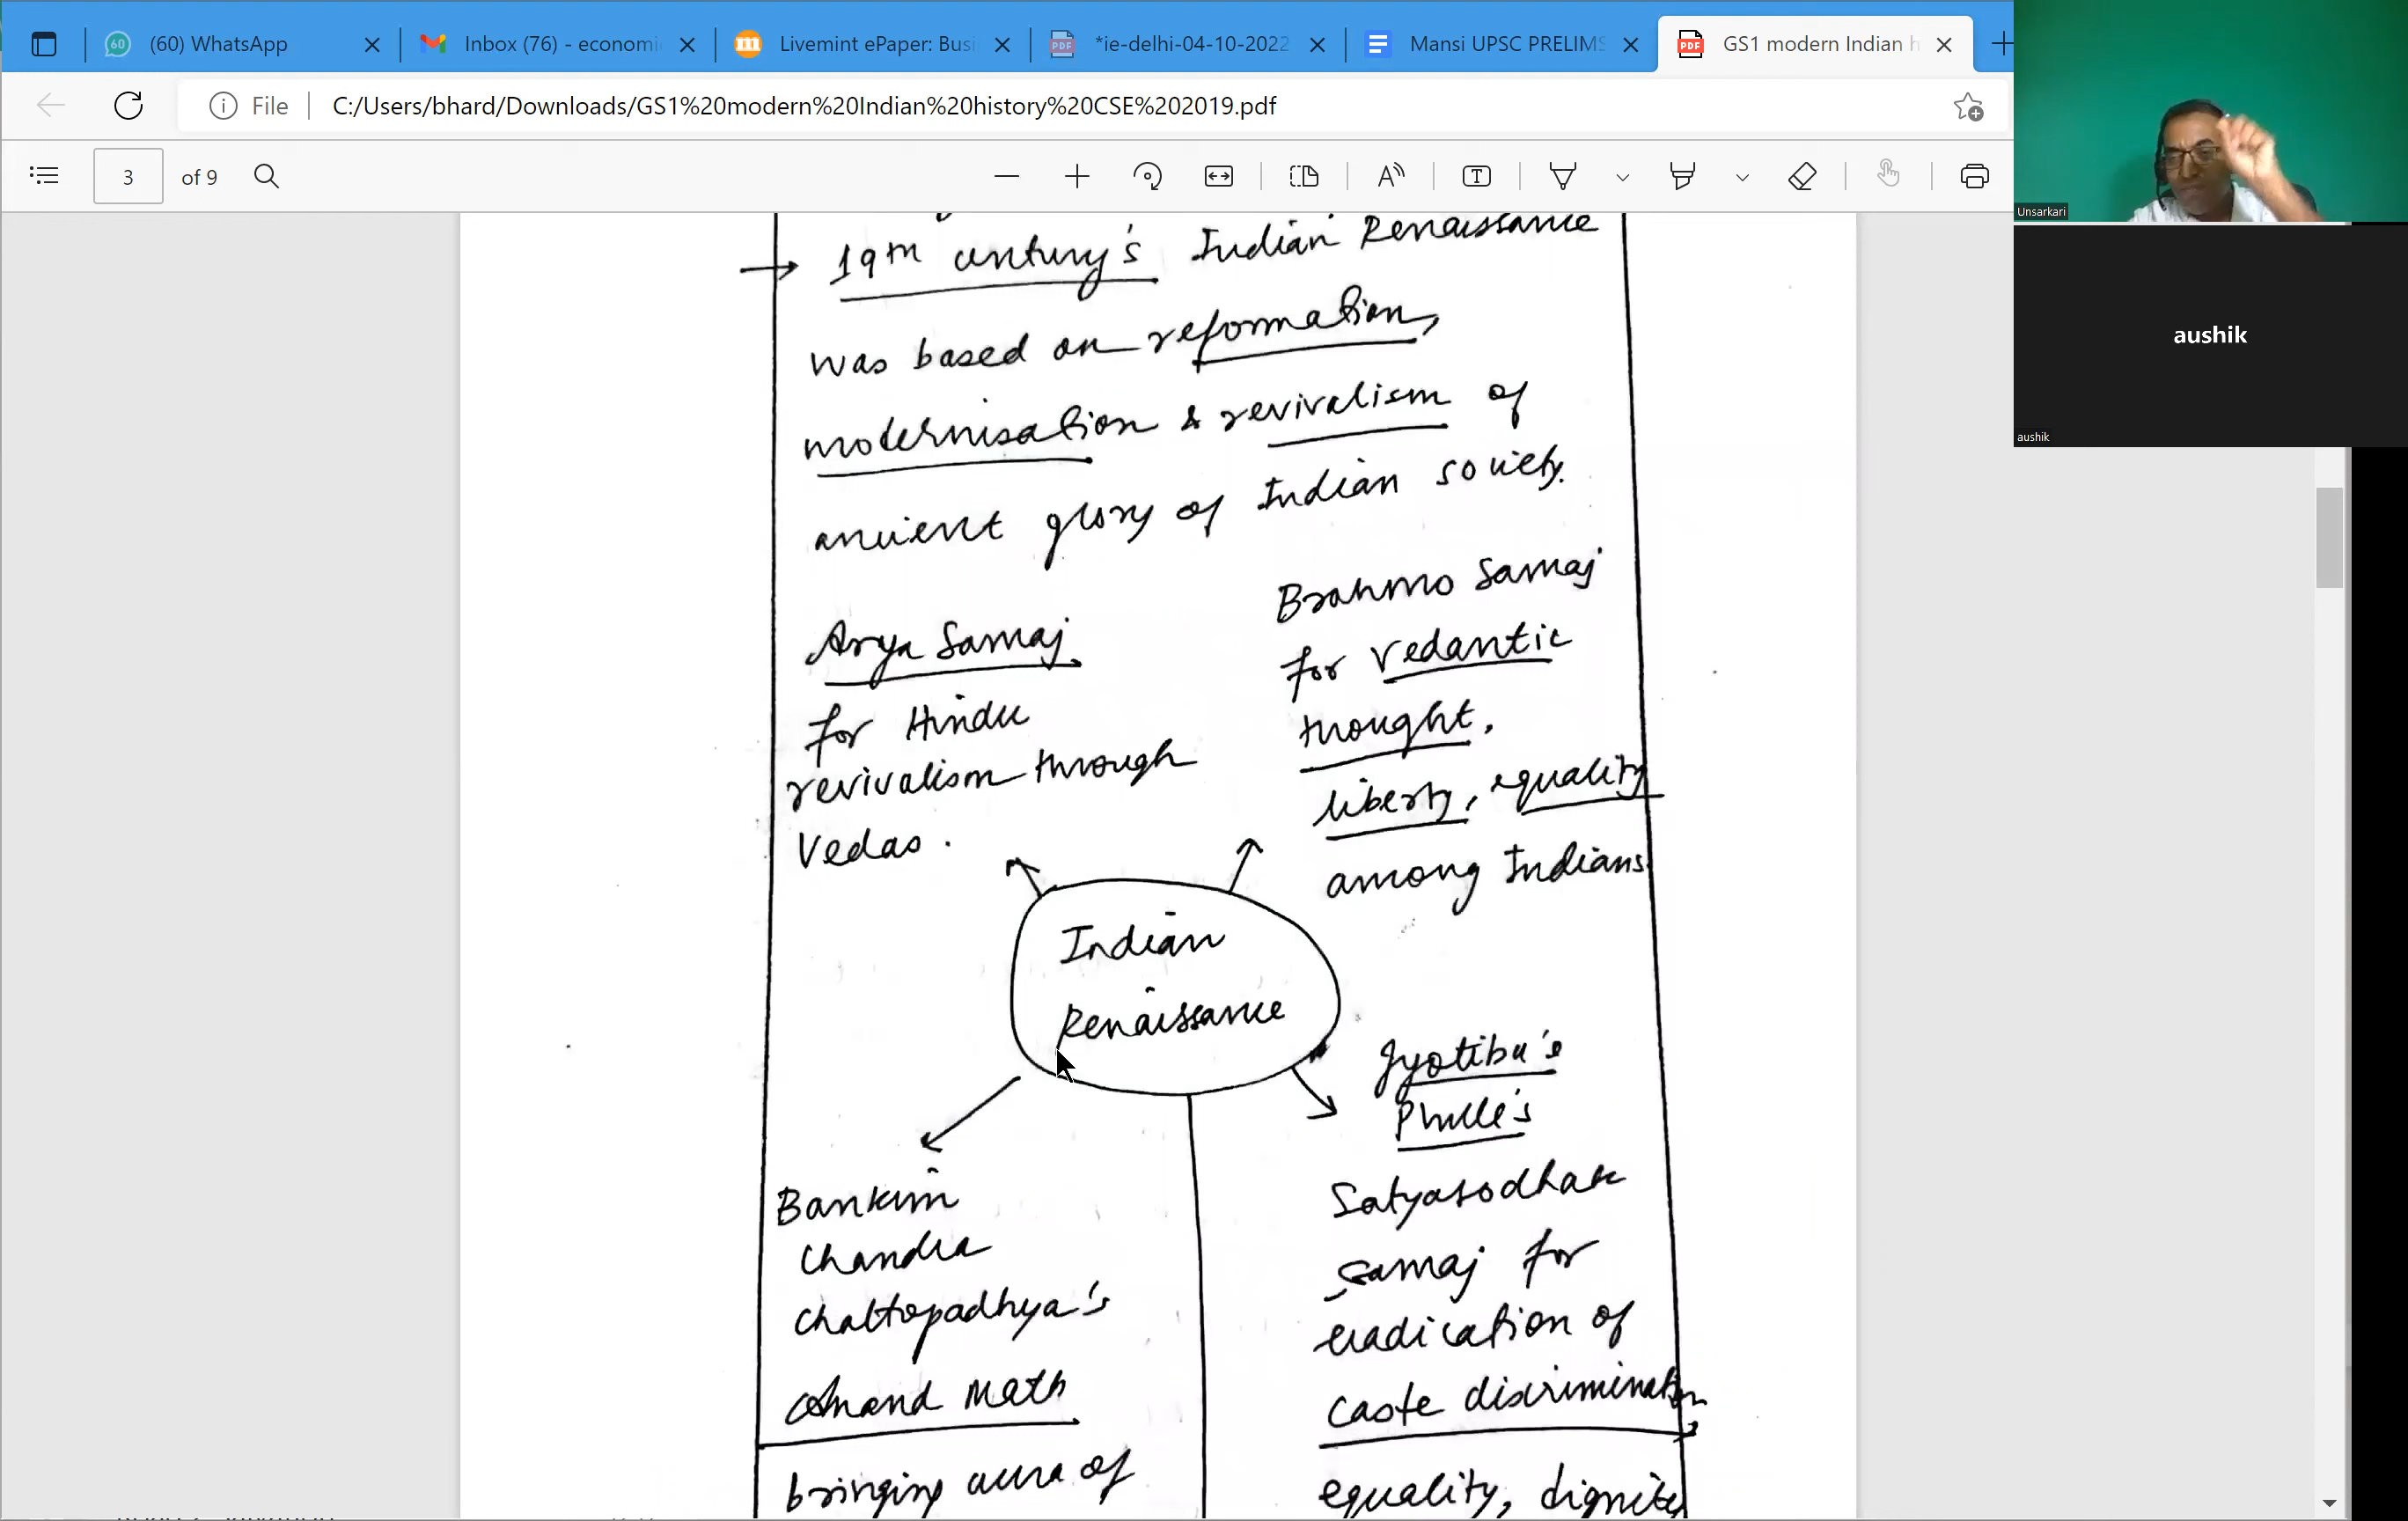 (60) WhatsApp
Inbox (76) - economi
Livemint ePaper: Busi
*ie-delhi-04-10-2022
Mansi UPSC PRELIMS
GS1 modern Indian h
File
C:/Users/bhard/Downloads/GS1%20modern%20Indian%20history%20CSE%202019.pdf
3 of 9
Unsarkari
aushik
aushik
19th century's Indian Renaissance
was based on reformation,
modernisation & revivalism of
ancient glory of Indian society.
Arya Samaj
for Hindu
revivalism through
Vedas.
Brahmo Samaj
for Vedantic
thought,
liberty, equality
among Indians.
Indian
Renaissance
Bankim
Chandra
Chattopadhya's
Anand Math
bringing aura of
Jyotiba's
Phule's
Satyasodhak
Samaj for
eradication of
caste discrimination
equality, dignity